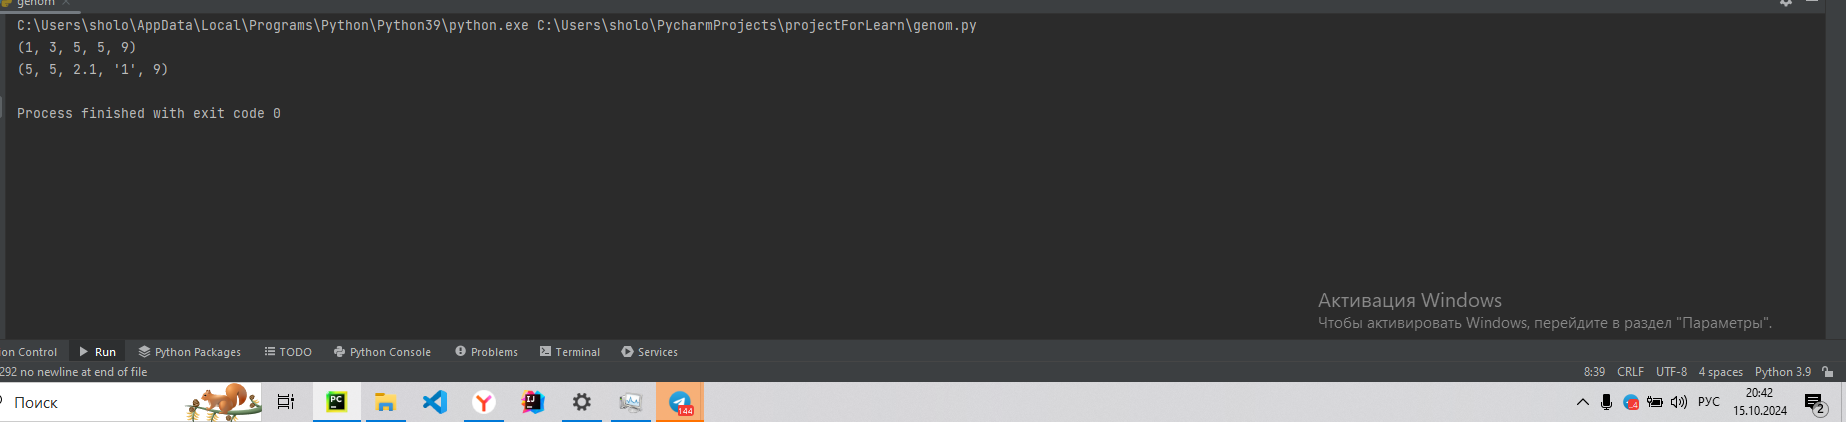 genom
C:\Users\sholo\AppData\Local\Programs\Python\Python39\python.exe C:\Users\sholo\PycharmProjects\projectForLearn\genom.py
(1, 3, 5, 5, 9)
(5, 5, 2.1, '1', 9)
Process finished with exit code 0
Активация Windows
Чтобы активировать Windows, перейдите в раздел "Параметры".
on Control Run Python Packages TODO Python Console Problems Terminal Services
292 no newline at end of file 8:39 CRLF UTF-8 4 spaces Python 3.9
Поиск PC IJ 144 РУС 20:42
15.10.2024 2